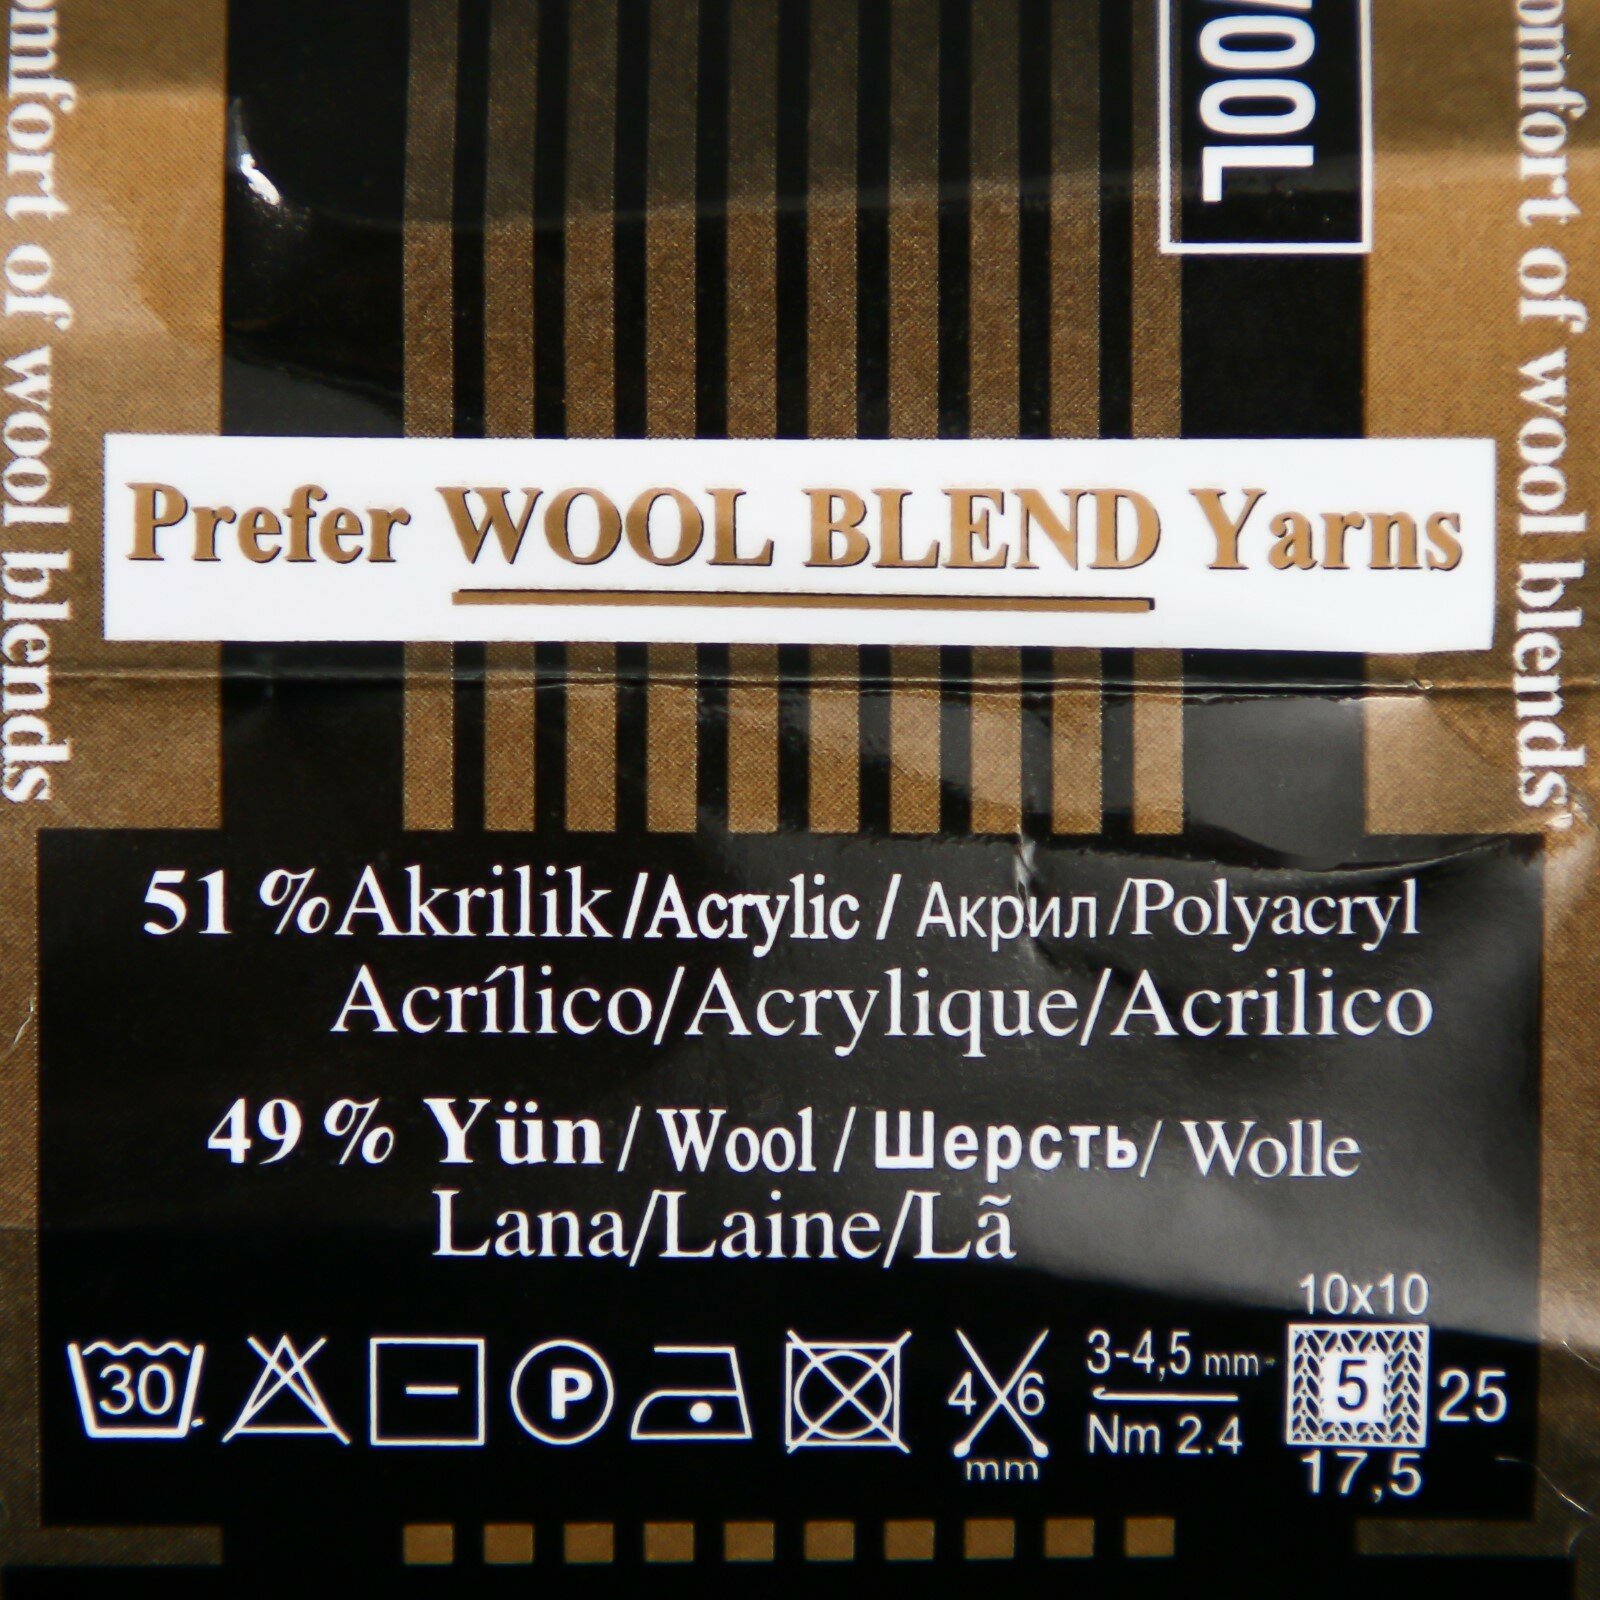 omfort of wool blends
omfort of wool blends
OOL
Prefer WOOL BLEND Yarns
51 % Akrilik / Acrylic / Акрил / Polyacryl
Acrílico/Acrylique/Acrilico
49 % Yün / Wool / Шерсть / Wolle
Lana/Laine/Lã
30
P
4 6
mm
3-4,5 mm
Nm 2.4
10x10
5
25
17,5